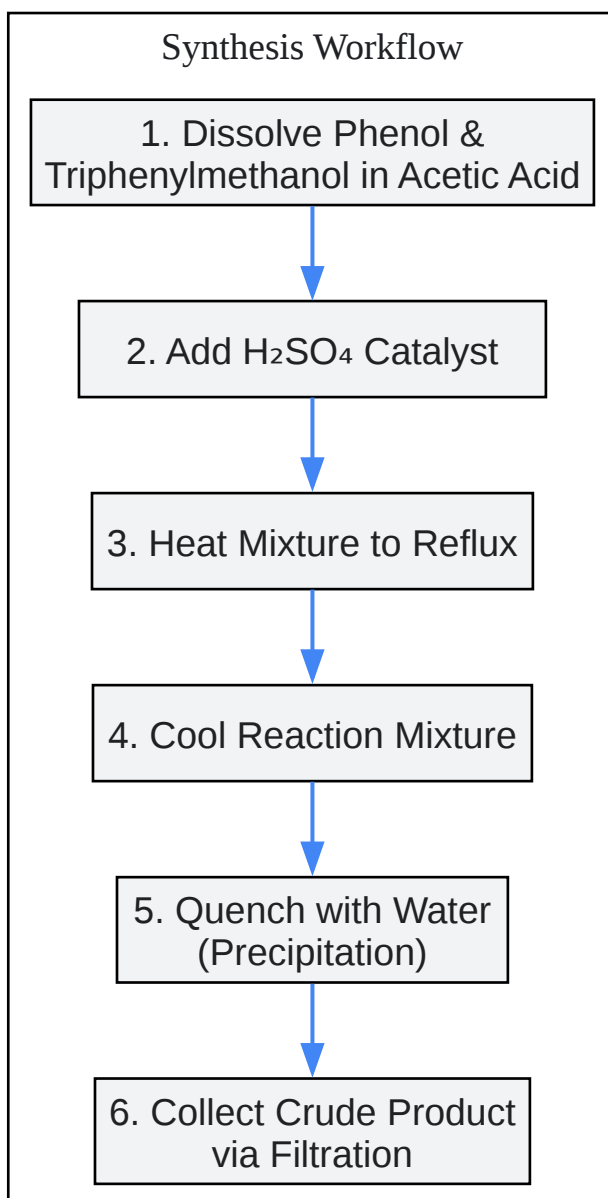 Synthesis Workflow
1. Dissolve Phenol &
Triphenylmethanol in Acetic Acid
2. Add H₂SO₄ Catalyst
3. Heat Mixture to Reflux
4. Cool Reaction Mixture
5. Quench with Water
(Precipitation)
6. Collect Crude Product
via Filtration